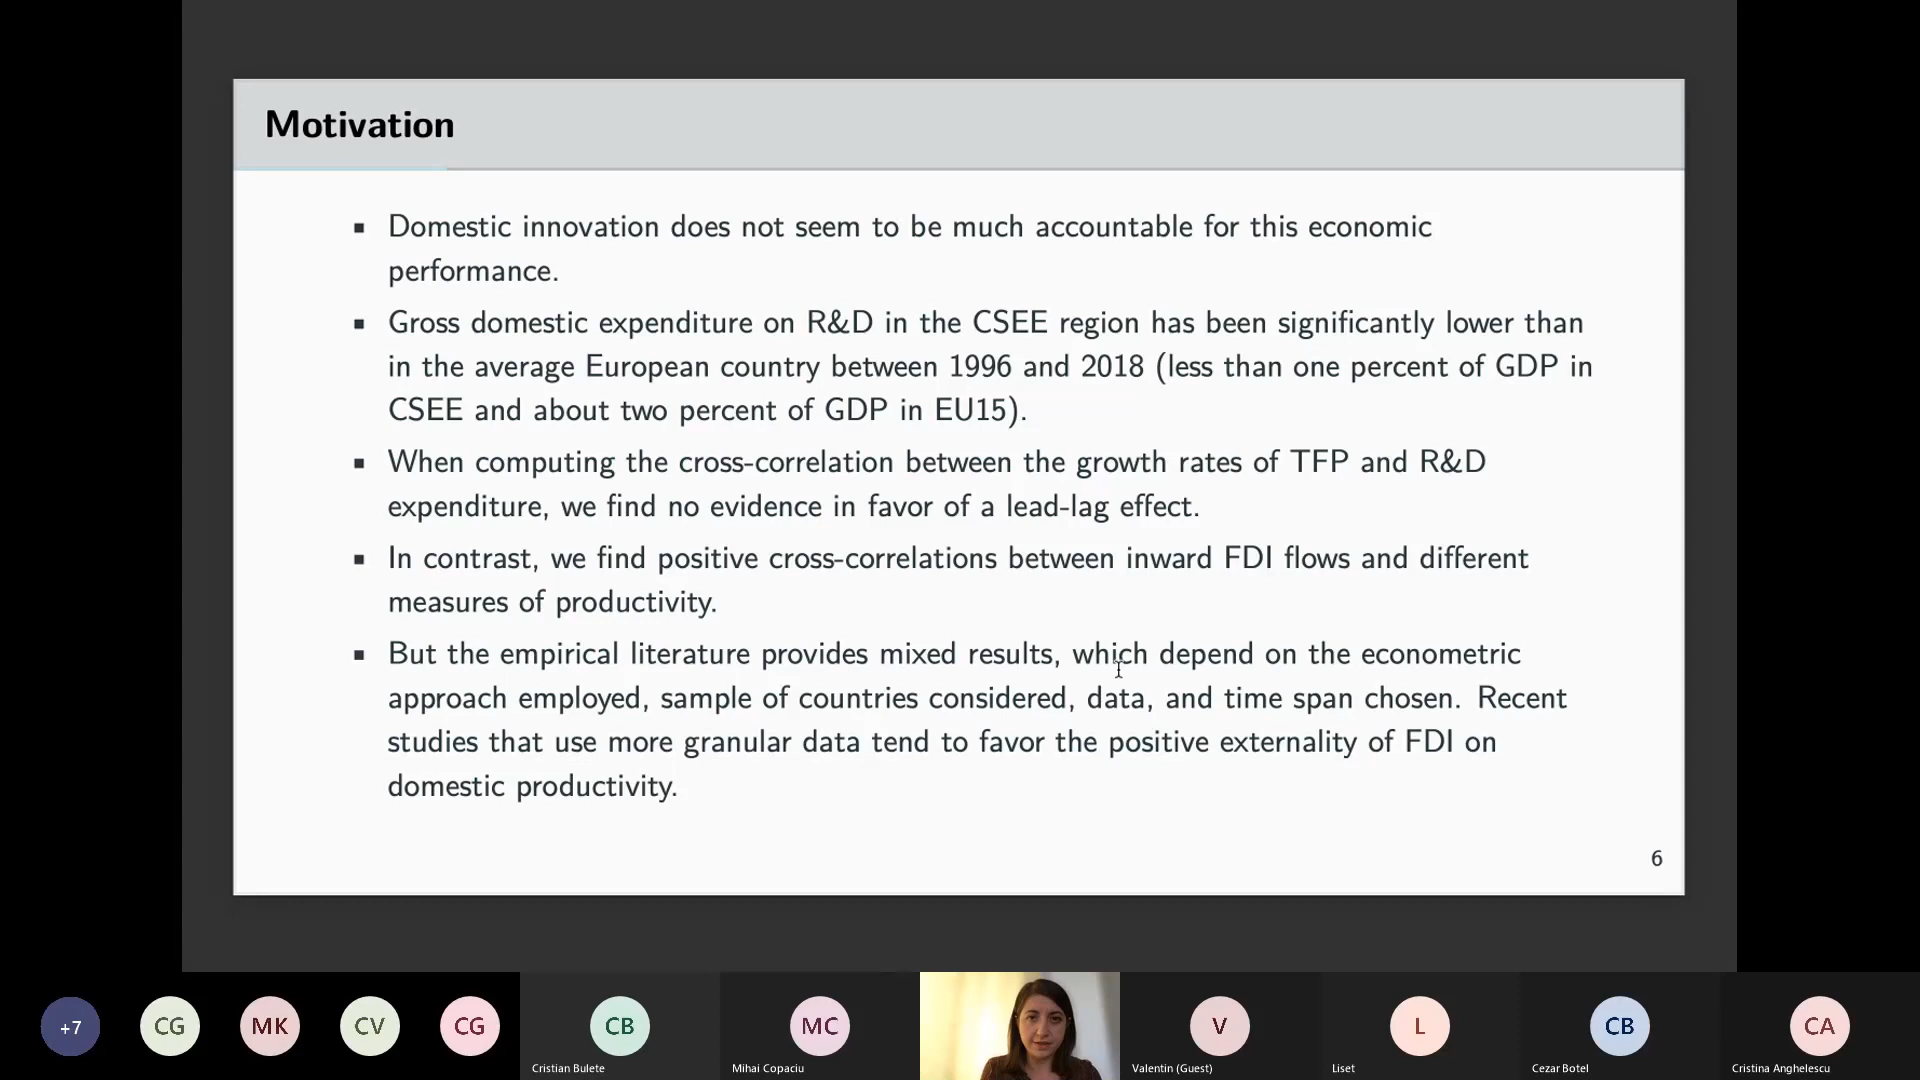 Motivation
▪ Domestic innovation does not seem to be much accountable for this economic
performance.
▪ Gross domestic expenditure on R&D in the CSEE region has been significantly lower than
in the average European country between 1996 and 2018 (less than one percent of GDP in
CSEE and about two percent of GDP in EU15).
▪ When computing the cross-correlation between the growth rates of TFP and R&D
expenditure, we find no evidence in favor of a lead-lag effect.
▪ In contrast, we find positive cross-correlations between inward FDI flows and different
measures of productivity.
▪ But the empirical literature provides mixed results, which depend on the econometric
approach employed, sample of countries considered, data, and time span chosen. Recent
studies that use more granular data tend to favor the positive externality of FDI on
domestic productivity.
6
+7
CG
MK
CV
CG
CB
MC
V
L
CB
CA
Cristian Bulete
Mihai Copaciu
Valentin (Guest)
Liset
Cezar Botel
Cristina Anghelescu